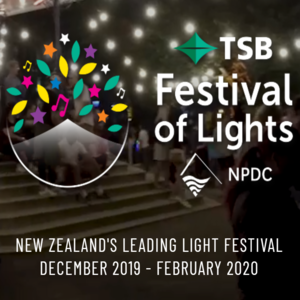 TSB
Festival
of Lights
NPDC
NEW ZEALAND'S LEADING LIGHT FESTIVAL
DECEMBER 2019 - FEBRUARY 2020